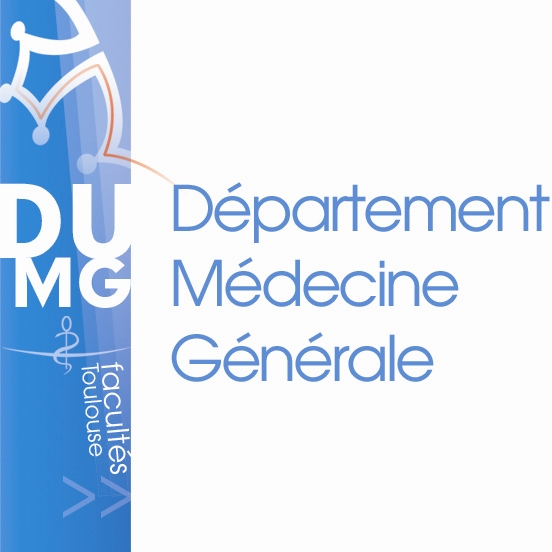 DU
MG
Département
Médecine
Générale
facultés
Toulouse